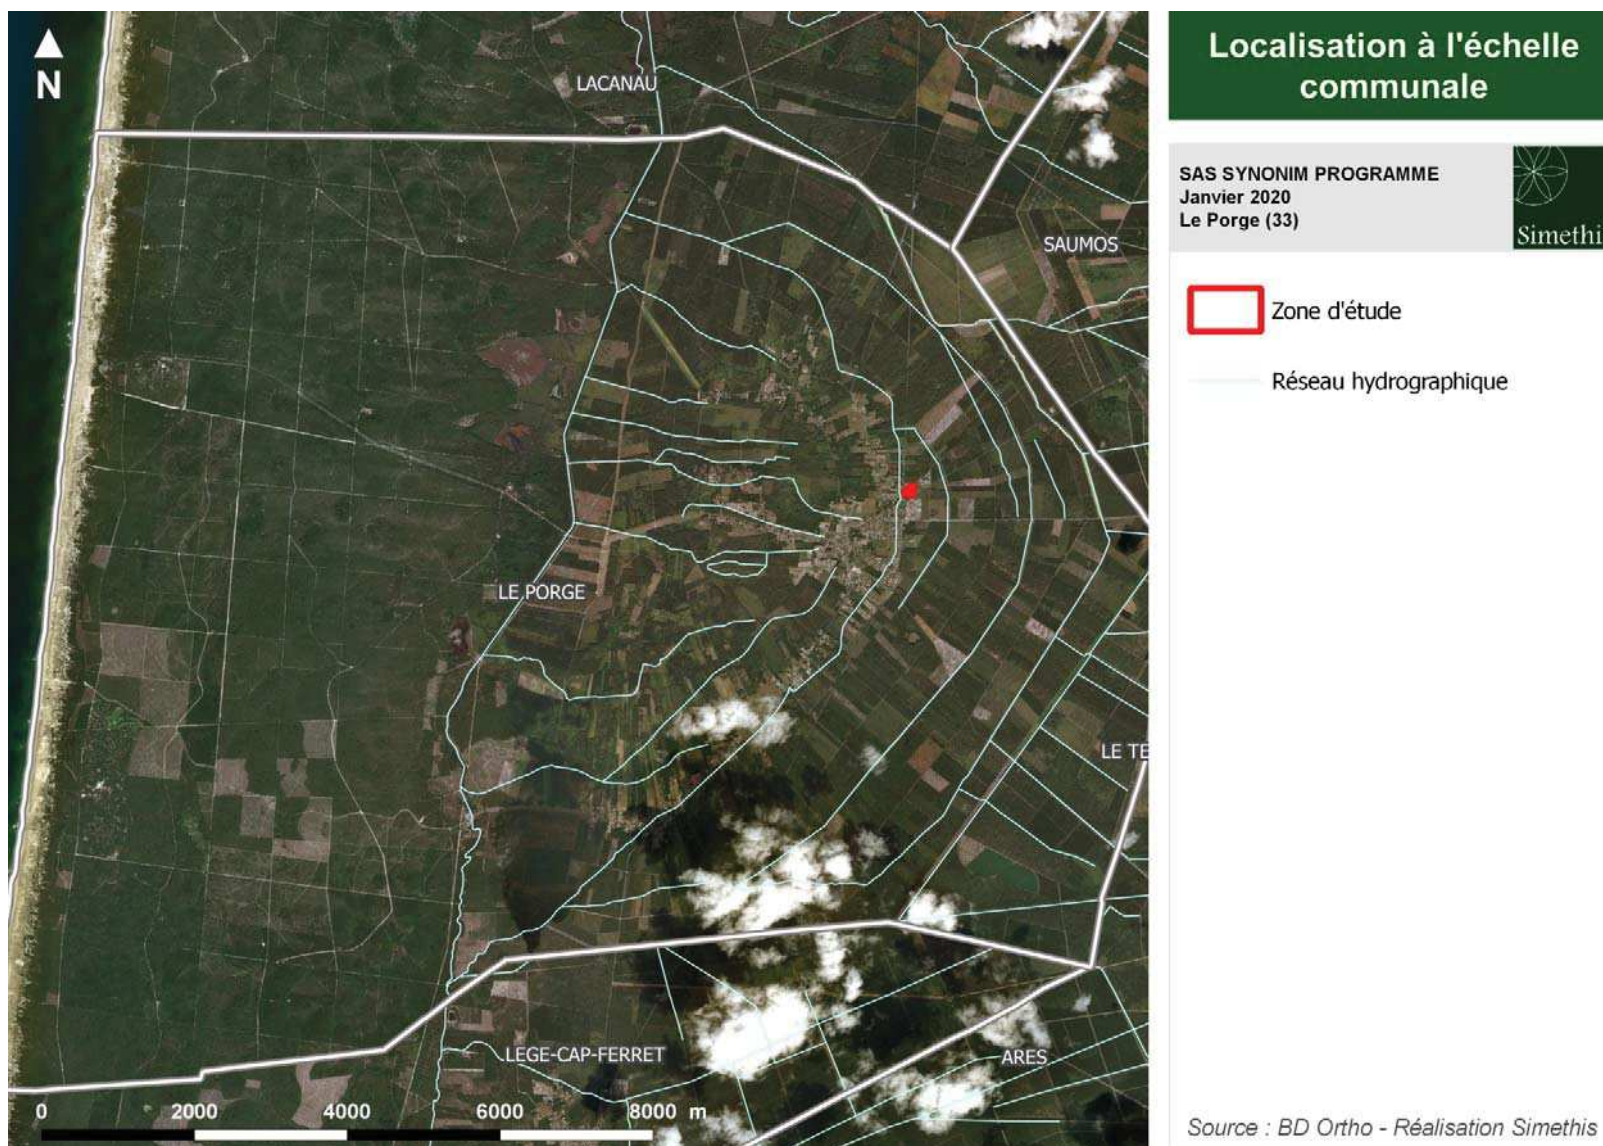 N
LACANAU
SAUMOS
LE PORGE
LE TE
LEGE-CAP-FERRET
ARES
0 2000 4000 6000 8000 m
Localisation à l'échelle
communale
SAS SYNONIM PROGRAMME
Janvier 2020
Le Porge (33)
Simethi
Zone d'étude
Réseau hydrographique
Source : BD Ortho - Réalisation Simethis